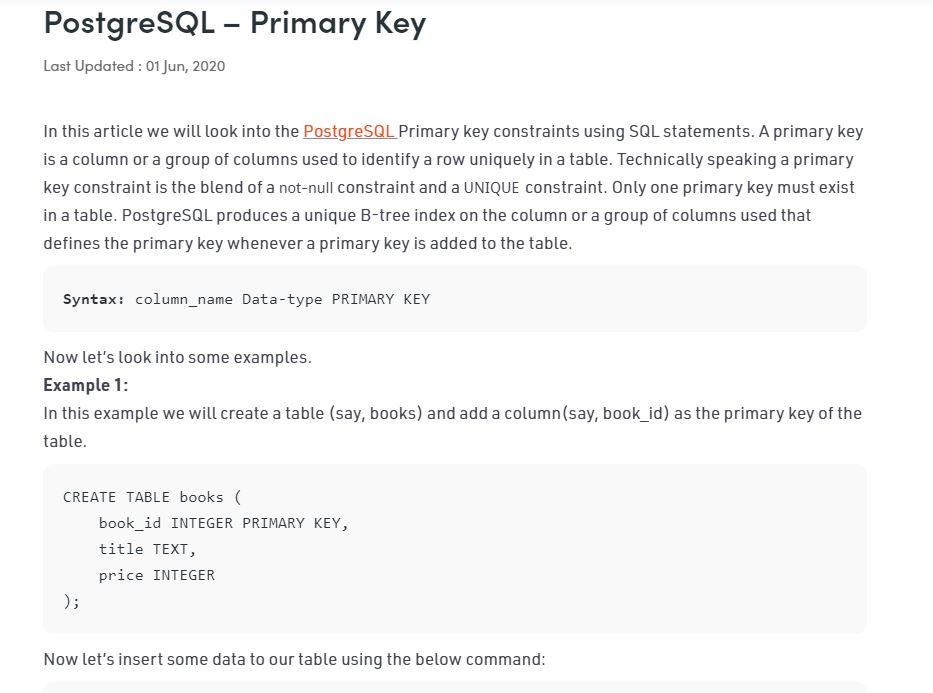 PostgreSQL – Primary Key
Last Updated : 01 Jun, 2020
In this article we will look into the PostgreSQL Primary key constraints using SQL statements. A primary key
is a column or a group of columns used to identify a row uniquely in a table. Technically speaking a primary
key constraint is the blend of a not-null constraint and a UNIQUE constraint. Only one primary key must exist
in a table. PostgreSQL produces a unique B-tree index on the column or a group of columns used that
defines the primary key whenever a primary key is added to the table.
Syntax: column_name Data-type PRIMARY KEY
Now let's look into some examples.
Example 1:
In this example we will create a table (say, books) and add a column(say, book_id) as the primary key of the
table.
CREATE TABLE books (
    book_id INTEGER PRIMARY KEY,
    title TEXT,
    price INTEGER
);
Now let's insert some data to our table using the below command: